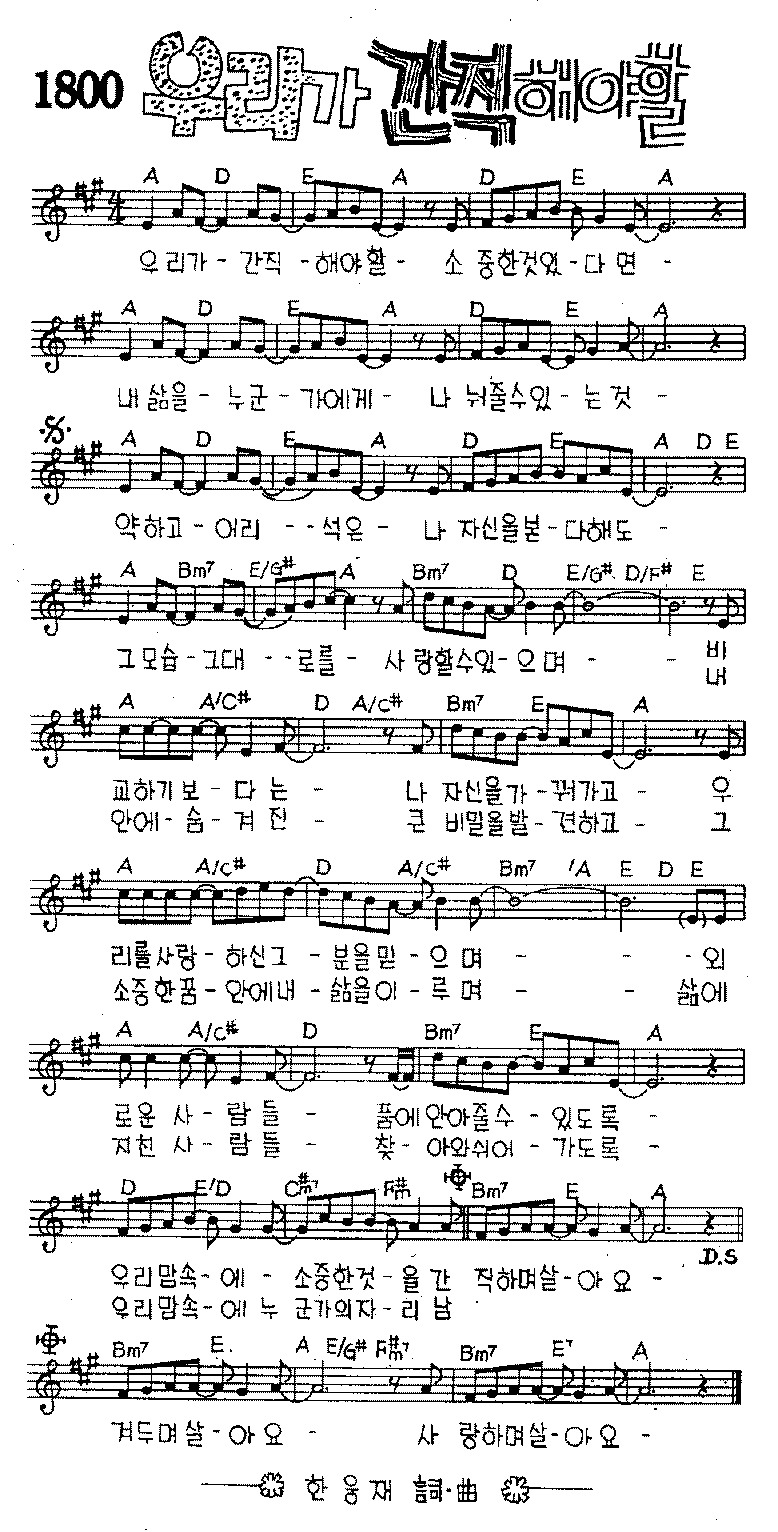 1800 우리가 간직해야할
A D E A D E A
우리가 - 간직 - 해야할 - 소 중한것있 - 다 면 -
A D E A D E A
내 삶을 - 누군 - 가에게 - 나 눠줄수있 - 는 것 -
A D E A D E A D E
약하고 - 어리 - - 석은 - 나 자신을본 - 다해도 -
A Bm7 E/G# A Bm7 D E/G# D/F# E
그모습 - 그대 - - 로를 - 사 랑할수있 - 으며 - - 비
내
A A/C# D A/C# Bm7 E A
교하기 보 - 다 는 - 나 자신을가 - 꿔가고 - 우
안에 - 숨 - 겨 진 - 큰 비밀을발 - 견하고 - 그
A A/C# D A/C# Bm7 A E D E
리를사랑 - 하신그 - 분을믿 - 으 며 - - - 외
소중한꿈 - 안에내 - 삶을이 - 루 며 - - - 삶에
A A/C# D Bm7 E A
로운 사 - 람 들 - 품에안아줄수 - 있도록 -
지친 사 - 람 들 - 찾 - 아와쉬어 - 가도록 -
D E/D C#m7 F#m Bm7 E A
우리맘속 - 에 - 소중한것 - 을 간 직하며살 - 아 요 -
D.S
우리맘속 - 에 누 군가의자 - 리 남
Bm7 E A E/G# F#m7 Bm7 E7 A
겨두며살 - 아 요 - 사 랑하며살 - 아요 -
한 웅 재 詞·曲